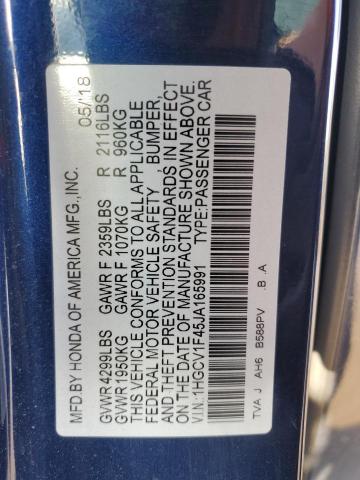 MFD.BY HONDA OF AMERICA MFG.,INC. 05/'18
GVWR 4299LBS GAWR F 2359LBS R 2116LBS
GVWR 1950KG GAWR F 1070KG R 960KG
THIS VEHICLE CONFORMS TO ALL APPLICABLE
FEDERAL MOTOR VEHICLE SAFETY , BUMPER,
AND THEFT PREVENTION STANDARDS IN EFFECT
ON THE DATE OF MANUFACTURE SHOWN ABOVE.
V.I.N.:1HGCV1F45JA165991 TYPE:PASSENGER CAR
TVA J AH6 B588PV .B .A